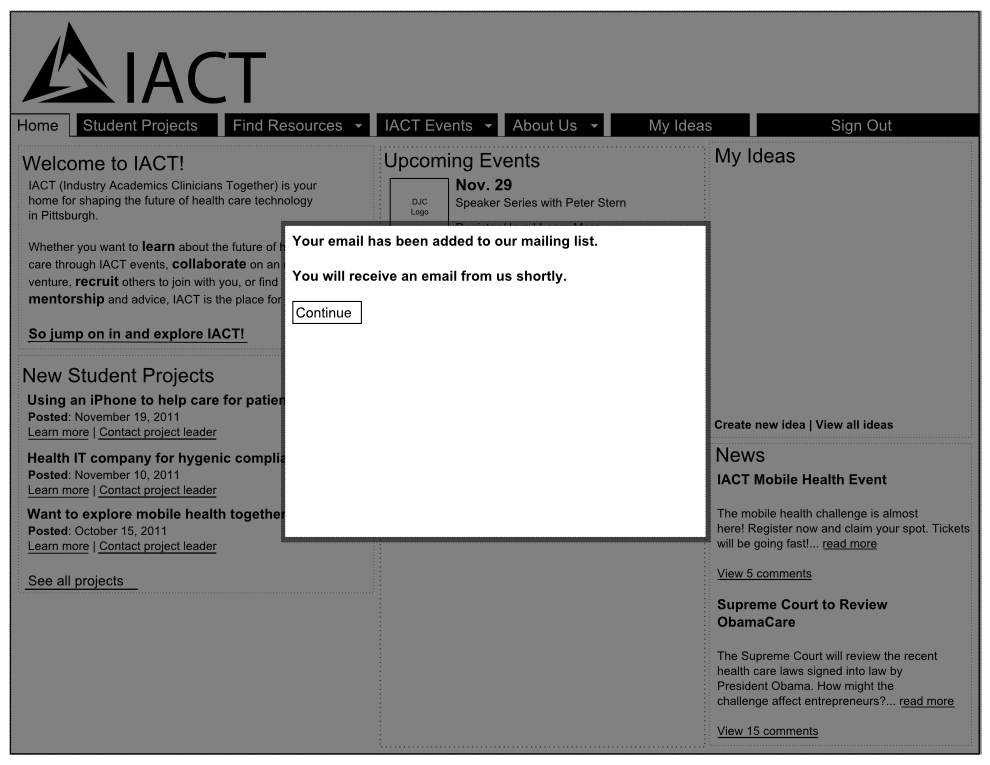 IACT
Home
Student Projects
Find Resources
IACT Events
About Us
My Ideas
Sign Out
Welcome to IACT!
IACT (Industry Academics Clinicians Together) is your
home for shaping the future of health care technology
in Pittsburgh.
Whether you want to learn about the future of h
care through IACT events, collaborate on an
venture, recruit others to join with you, or find
mentorship and advice, IACT is the place for
So jump on in and explore IACT!
New Student Projects
Using an iPhone to help care for patien
Posted: November 19, 2011
Learn more | Contact project leader
Health IT company for hygenic complia
Posted: November 10, 2011
Learn more | Contact project leader
Want to explore mobile health together
Posted: October 15, 2011
Learn more | Contact project leader
See all projects
Upcoming Events
DJC
Logo
Nov. 29
Speaker Series with Peter Stern
Your email has been added to our mailing list.
You will receive an email from us shortly.
Continue
My Ideas
Create new idea | View all ideas
News
IACT Mobile Health Event
The mobile health challenge is almost
here! Register now and claim your spot. Tickets
will be going fast!... read more
View 5 comments
Supreme Court to Review
ObamaCare
The Supreme Court will review the recent
health care laws signed into law by
President Obama. How might the
challenge affect entrepreneurs?... read more
View 15 comments